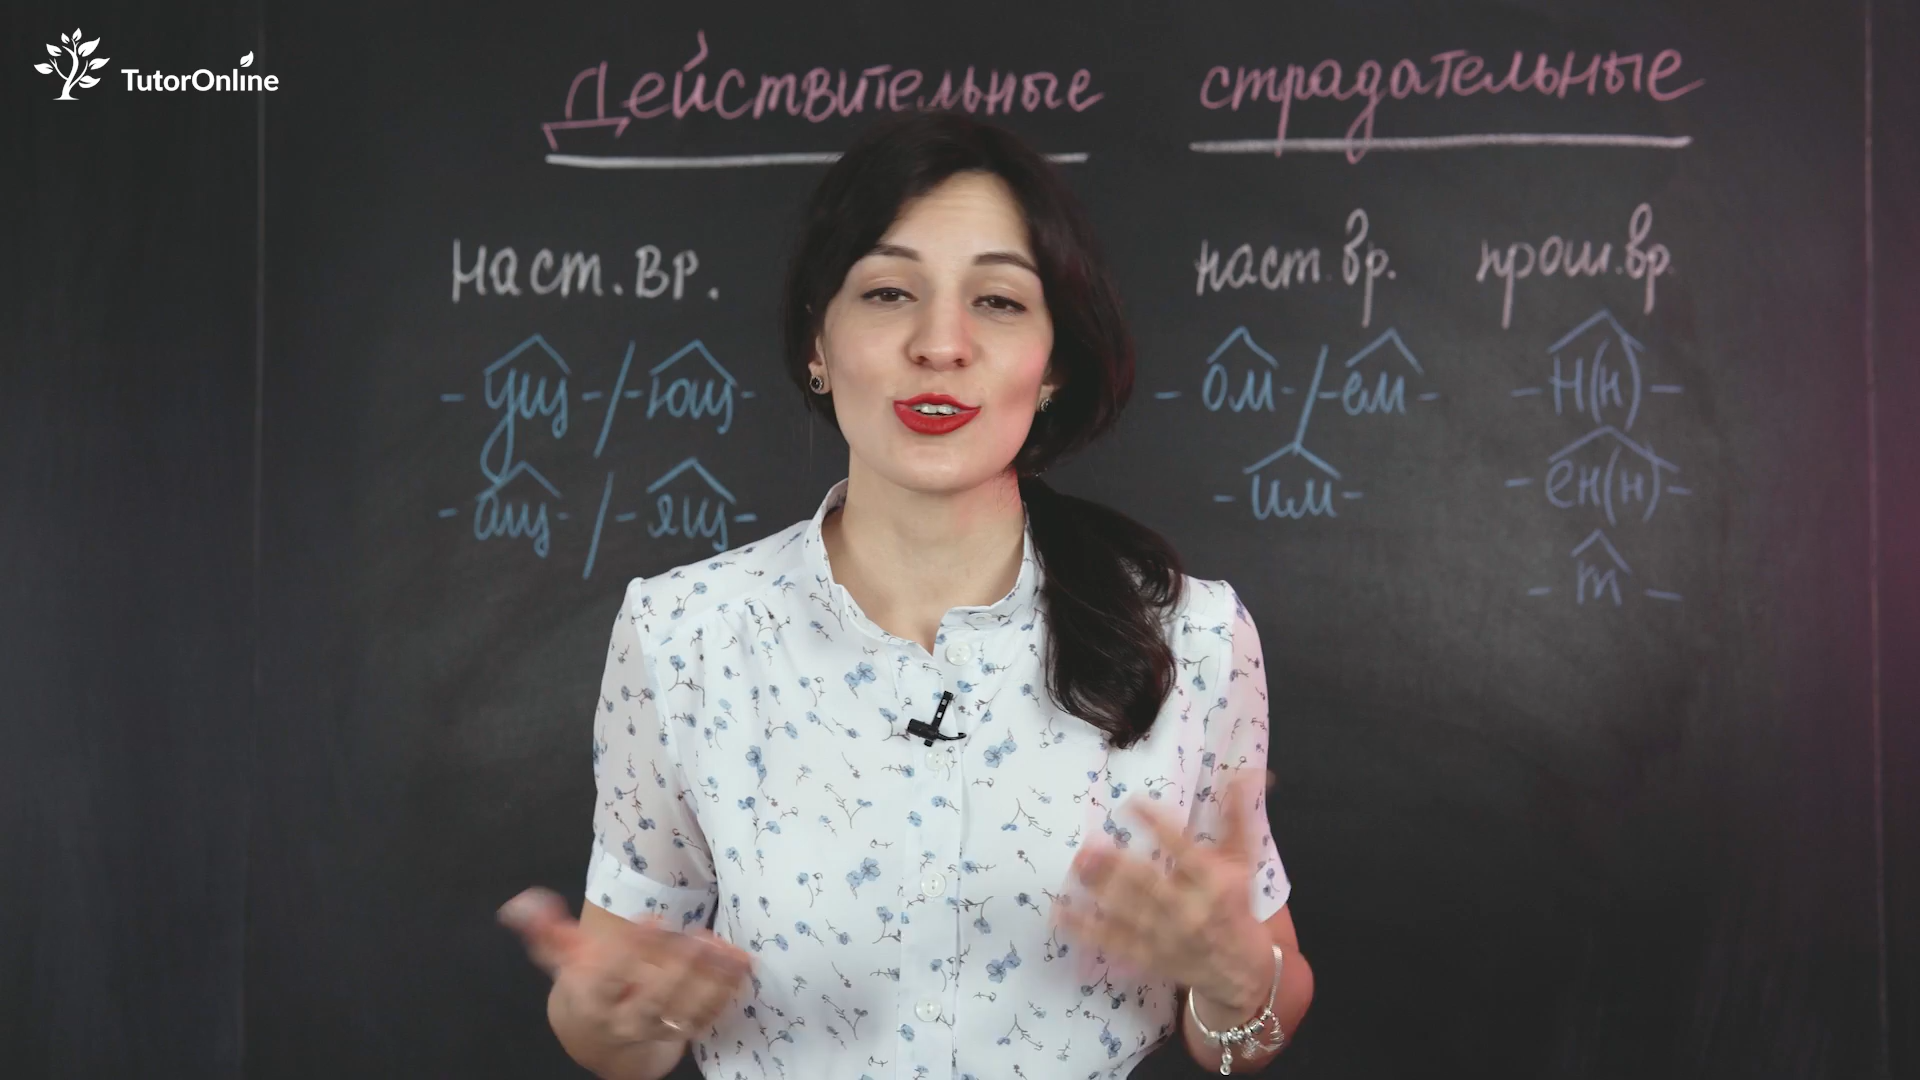 TutorOnline
Действительные страдательные
наст.вр. наст.вр. прош.вр.
-ущ-/-ющ- -ом-/-ем- -н(н)-
-ащ-/-ящ- -им- -ен(н)-
-т-